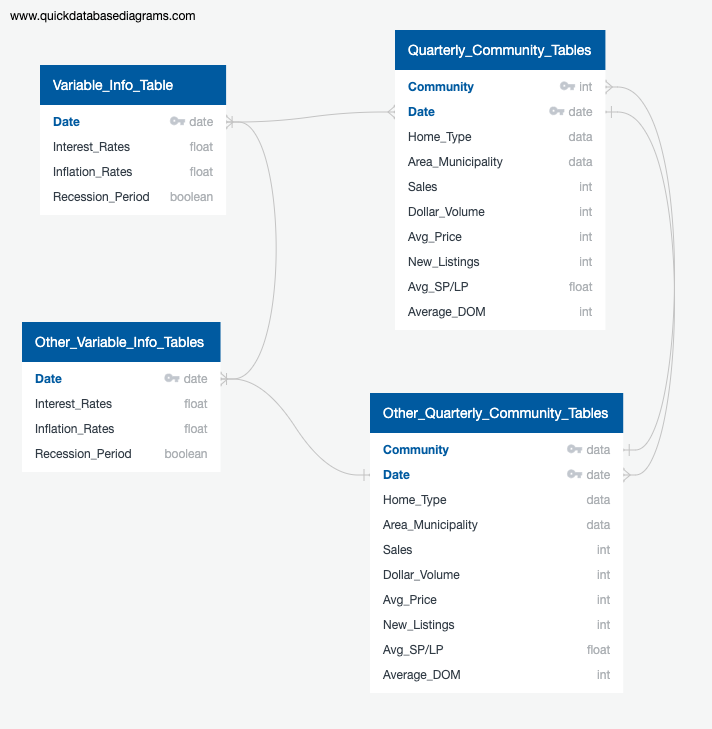 www.quickdatabasediagrams.com
Variable_Info_Table
Date date
Interest_Rates float
Inflation_Rates float
Recession_Period boolean
Quarterly_Community_Tables
Community int
Date date
Home_Type data
Area_Municipality data
Sales int
Dollar_Volume int
Avg_Price int
New_Listings int
Avg_SP/LP float
Average_DOM int
Other_Variable_Info_Tables
Date date
Interest_Rates float
Inflation_Rates float
Recession_Period boolean
Other_Quarterly_Community_Tables
Community data
Date date
Home_Type data
Area_Municipality data
Sales int
Dollar_Volume int
Avg_Price int
New_Listings int
Avg_SP/LP float
Average_DOM int